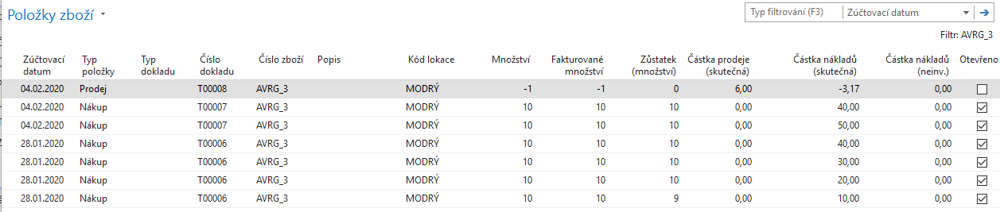 Položky zboží
Typ filtrování (F3) Zúčtovací datum
Filtr: AVRG_3
Zúčtovací datum Typ položky Typ dokladu Číslo dokladu Číslo zboží Popis Kód lokace Množství Fakturované množství Zůstatek (množství) Částka prodeje (skutečná) Částka nákladů (skutečná) Částka nákladů (neinv.) Otevřeno
04.02.2020 Prodej T00008 AVRG_3 MODRÝ -1 -1 0 6,00 -3,17 0,00
04.02.2020 Nákup T00007 AVRG_3 MODRÝ 10 10 10 0,00 40,00 0,00
04.02.2020 Nákup T00007 AVRG_3 MODRÝ 10 10 10 0,00 50,00 0,00
28.01.2020 Nákup T00006 AVRG_3 MODRÝ 10 10 10 0,00 40,00 0,00
28.01.2020 Nákup T00006 AVRG_3 MODRÝ 10 10 10 0,00 30,00 0,00
28.01.2020 Nákup T00006 AVRG_3 MODRÝ 10 10 10 0,00 20,00 0,00
28.01.2020 Nákup T00006 AVRG_3 MODRÝ 10 10 9 0,00 10,00 0,00